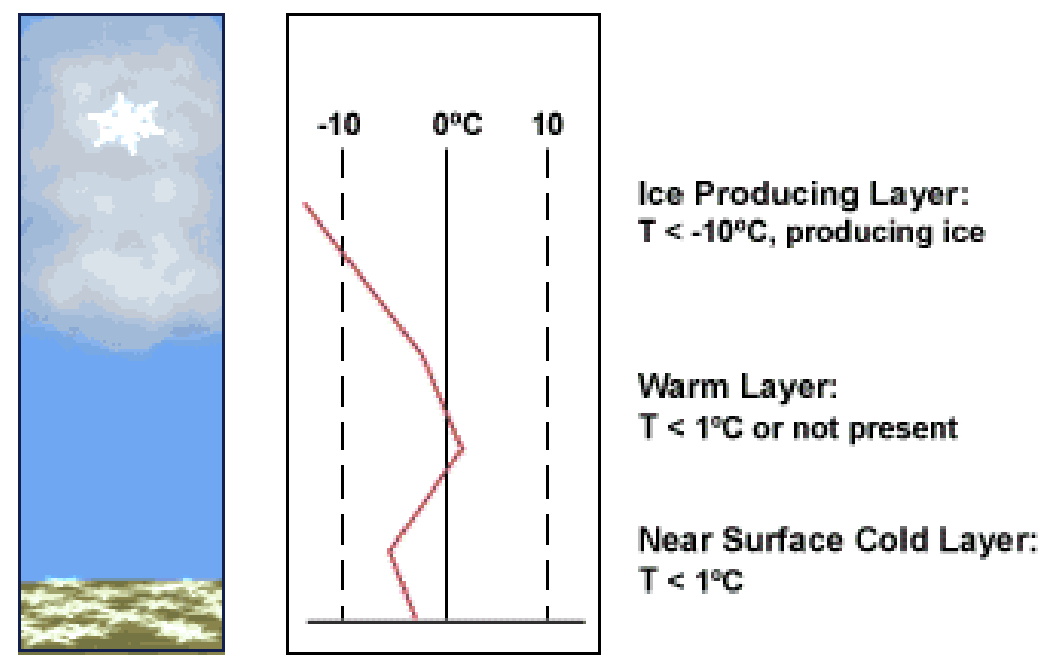 -10 0ºC 10
Ice Producing Layer:
T < -10ºC, producing ice
Warm Layer:
T < 1ºC or not present
Near Surface Cold Layer:
T < 1ºC